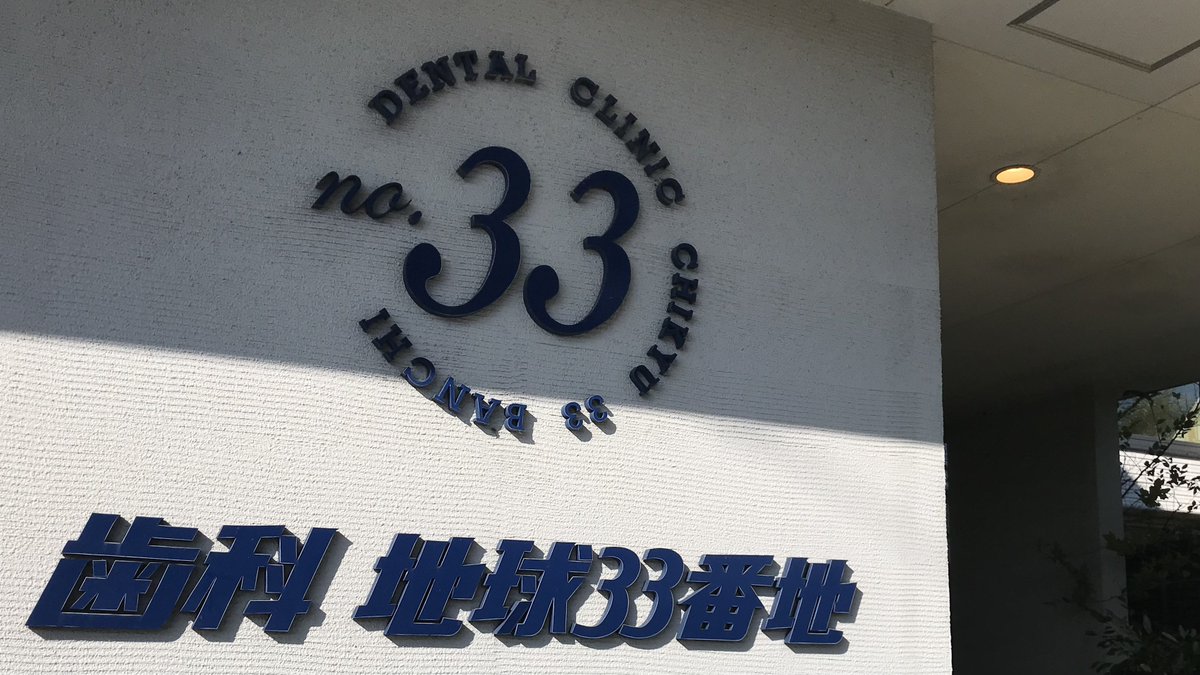 DENTAL CLINIC CHIKYU 33 BANCHI
no. 33
歯科 地球33番地